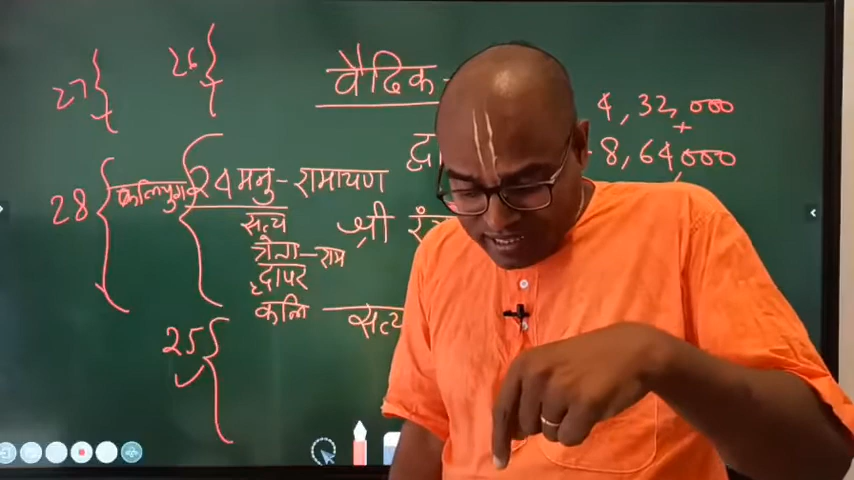 27 26 वैदिक- 4,32,000
+
8,64,000
28 कलियुग 24 मनु-रामायण
सत्य श्री
त्रेता-राम
द्वापर
कलि सत्य
25